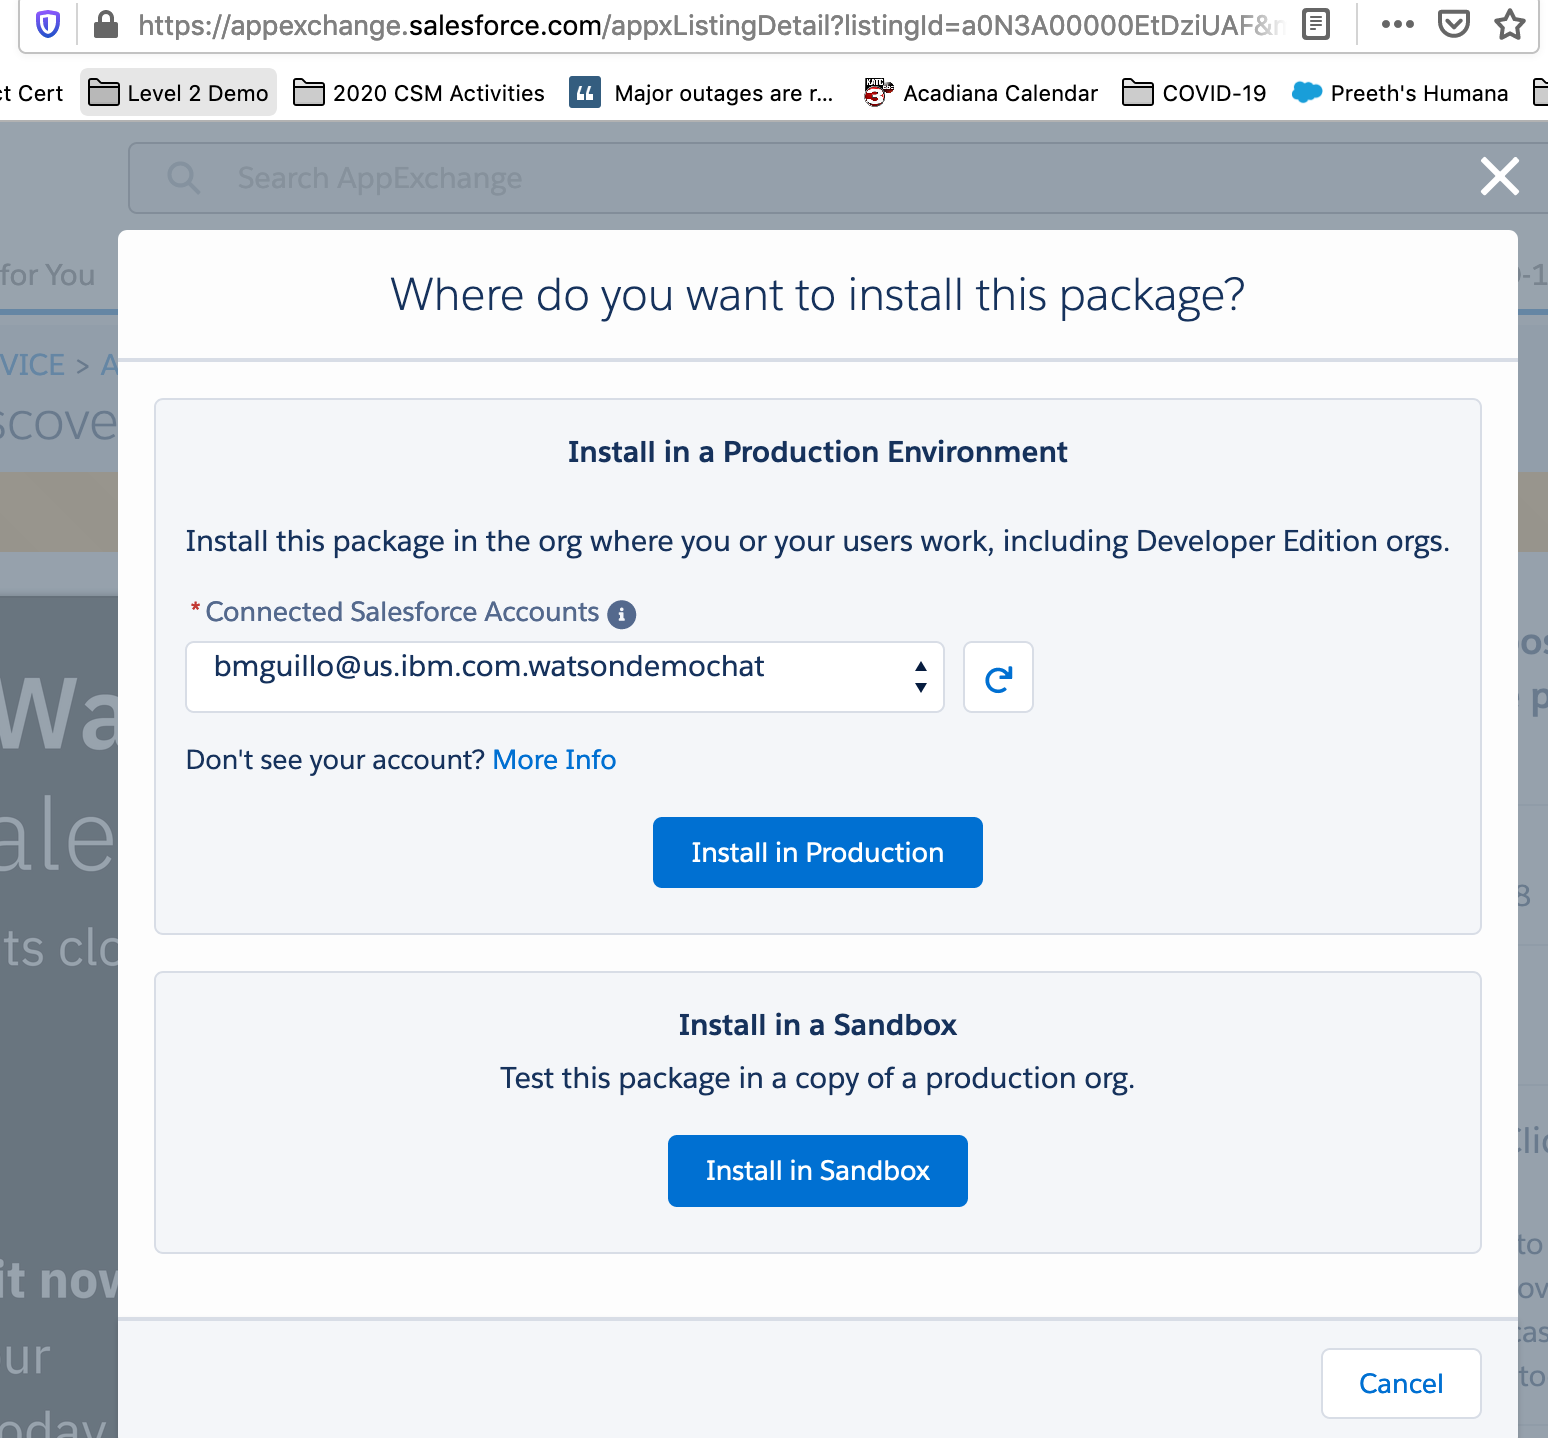 https://appexchange.salesforce.com/appxListingDetail?listingId=a0N3A00000EtDziUAF&
ct Cert Level 2 Demo 2020 CSM Activities Major outages are r... Acadiana Calendar COVID-19 Preeth's Humana
Search AppExchange
for You
Where do you want to install this package?
VICE > A
scove
Install in a Production Environment
Install this package in the org where you or your users work, including Developer Edition orgs.
* Connected Salesforce Accounts
bmguillo@us.ibm.com.watsondemochat
Don't see your account? More Info
Wa
ale
Install in Production
ts clo
Install in a Sandbox
Test this package in a copy of a production org.
Install in Sandbox
it now
ur
oday
Cancel